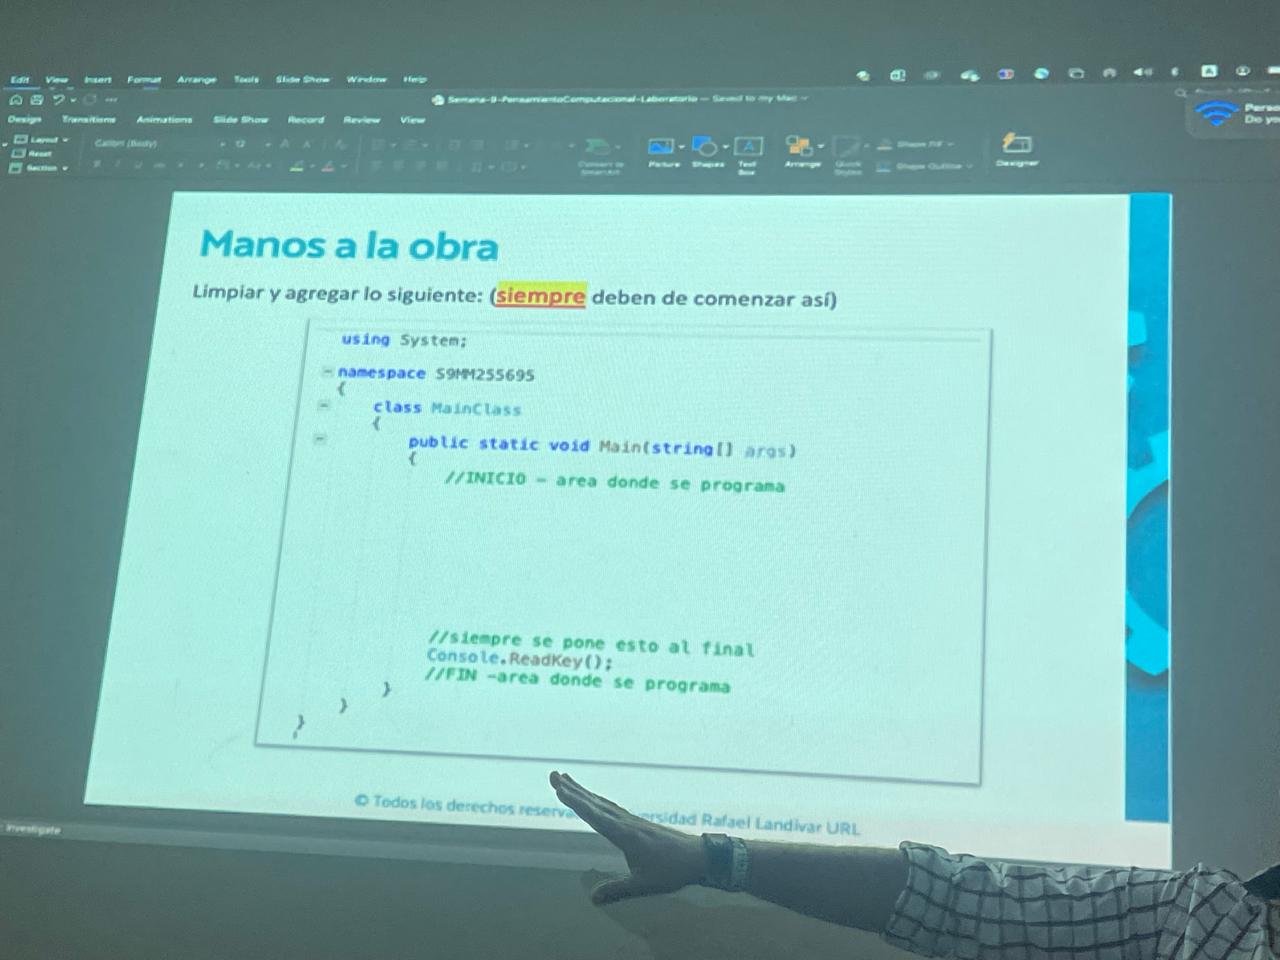 Edit View Insert Format Arrange Tools Slide Show Window Help
Semana-9-PensamientoComputacional-Laboratorio — Saved to my Mac
Design Transitions Animations Slide Show Record Review View
Layout
Reset
Section
Calibri (Body)
12
Convert to SmartArt
Picture
Shapes
Text Box
Arrange
Quick Styles
Shape Fill
Shape Outline
Designer
Do yo
Manos a la obra
Limpiar y agregar lo siguiente: (siempre deben de comenzar así)
using System;
namespace S9MM255695
{
class MainClass
{
public static void Main(string[] args)
{
//INICIO - area donde se programa
//siempre se pone esto al final
Console.ReadKey();
//FIN -area donde se programa
}
}
}
© Todos los derechos reserva rsidad Rafael Landívar URL
Investigate